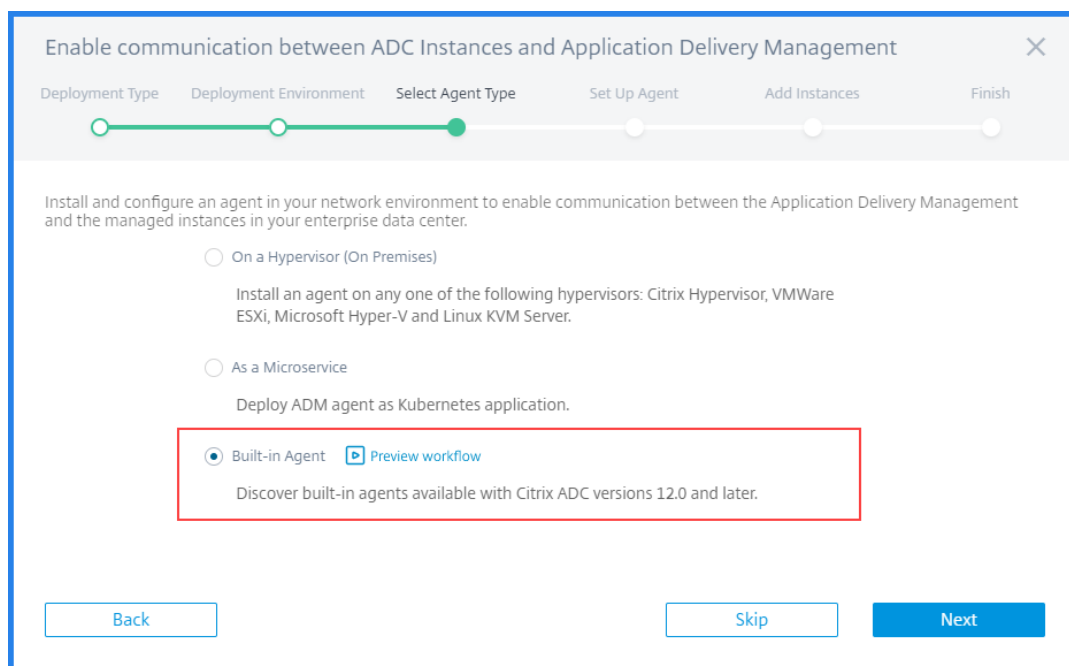 Enable communication between ADC Instances and Application Delivery Management
Deployment Type Deployment Environment Select Agent Type Set Up Agent Add Instances Finish
Install and configure an agent in your network environment to enable communication between the Application Delivery Management
and the managed instances in your enterprise data center.
On a Hypervisor (On Premises)
Install an agent on any one of the following hypervisors: Citrix Hypervisor, VMWare
ESXi, Microsoft Hyper-V and Linux KVM Server.
As a Microservice
Deploy ADM agent as Kubernetes application.
Built-in Agent Preview workflow
Discover built-in agents available with Citrix ADC versions 12.0 and later.
Back Skip Next